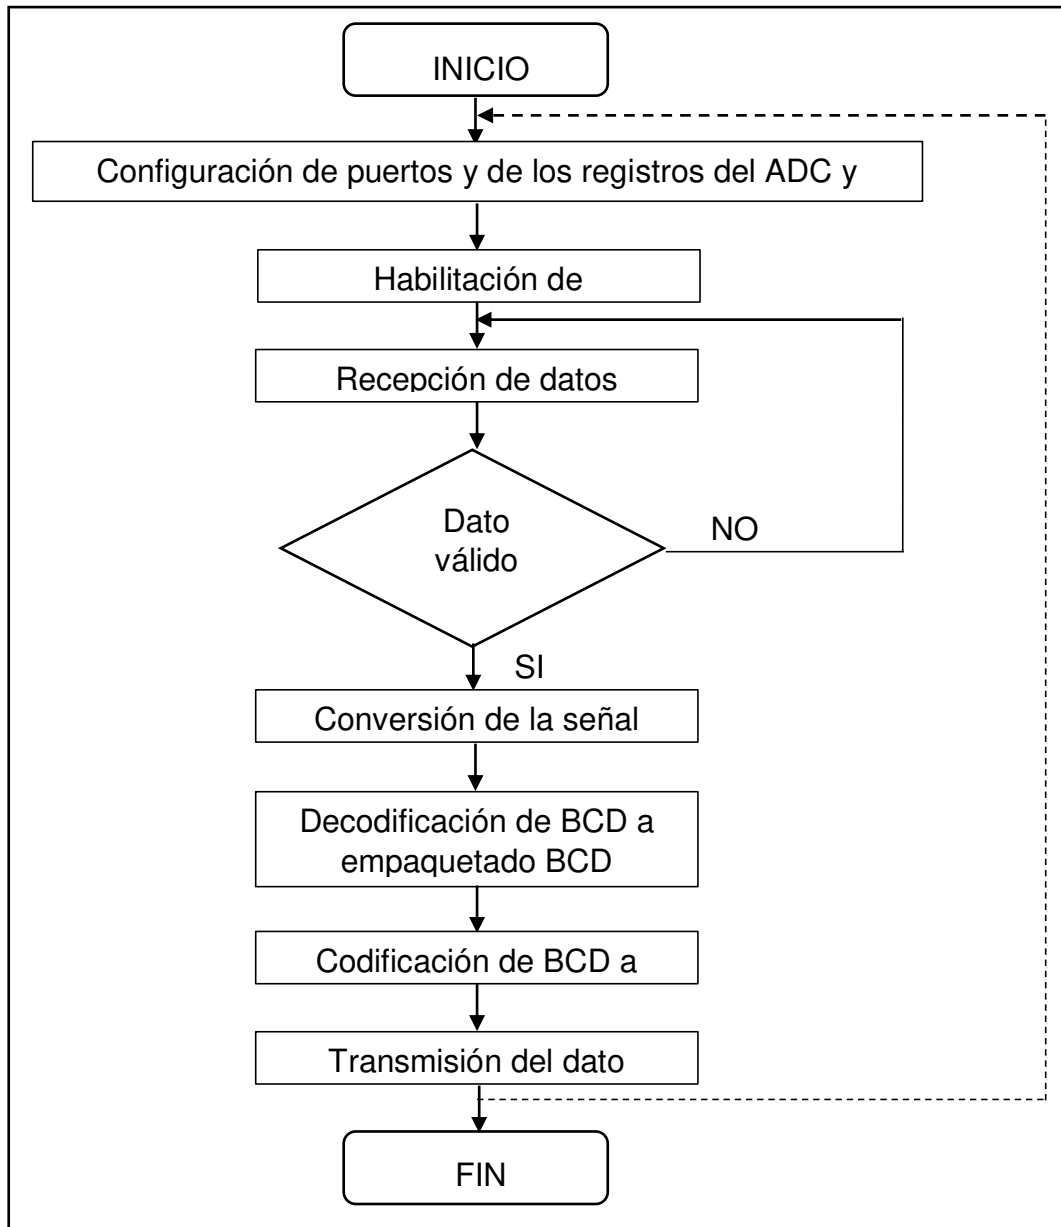 INICIO
Configuración de puertos y de los registros del ADC y
Habilitación de
Recepción de datos
Dato
válido
NO
SI
Conversión de la señal
Decodificación de BCD a
empaquetado BCD
Codificación de BCD a
Transmisión del dato
FIN